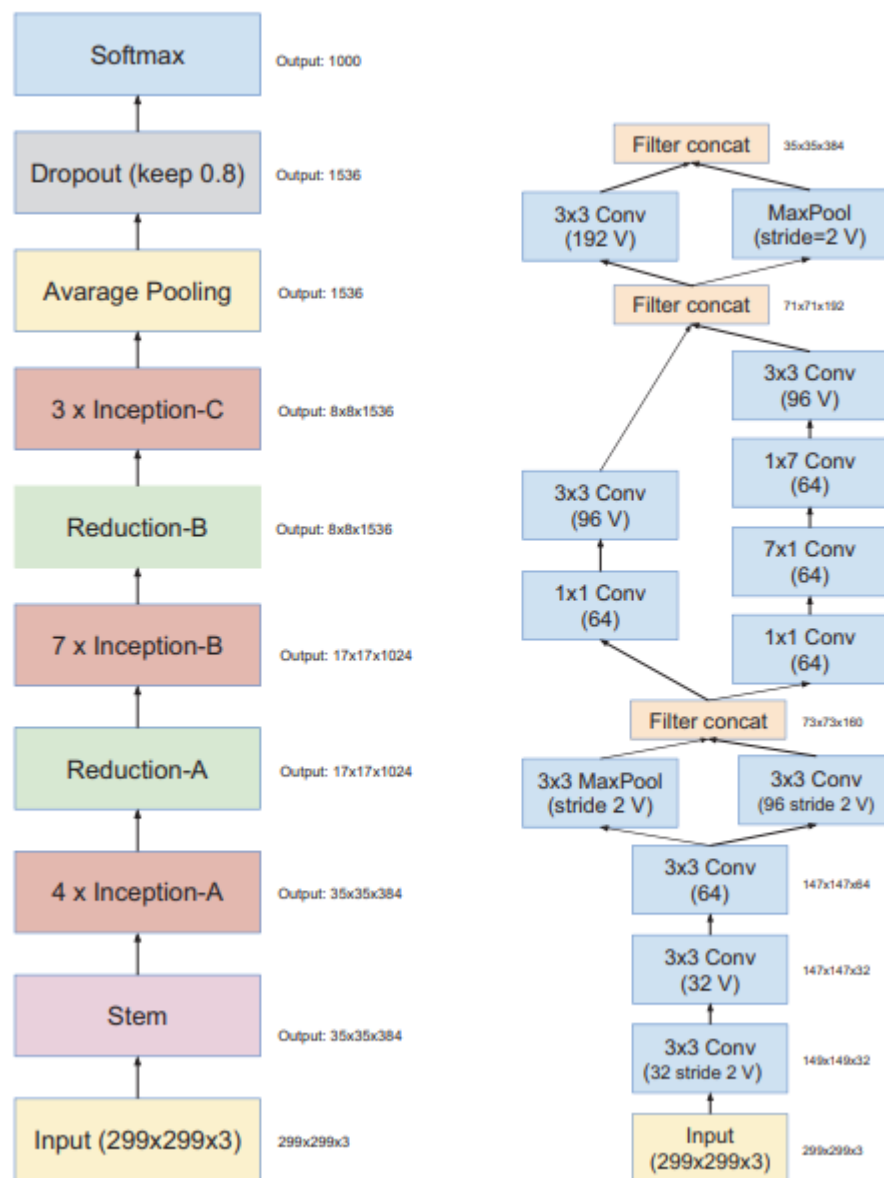 Softmax
Output: 1000
Dropout (keep 0.8)
Output: 1536
Avarage Pooling
Output: 1536
3 x Inception-C
Output: 8x8x1536
Reduction-B
Output: 8x8x1536
7 x Inception-B
Output: 17x17x1024
Reduction-A
Output: 17x17x1024
4 x Inception-A
Output: 35x35x384
Stem
Output: 35x35x384
Input (299x299x3)
299x299x3
Filter concat
35x35x384
3x3 Conv
(192 V)
MaxPool
(stride=2 V)
Filter concat
71x71x192
3x3 Conv
(96 V)
1x7 Conv
(64)
3x3 Conv
(96 V)
7x1 Conv
(64)
1x1 Conv
(64)
1x1 Conv
(64)
Filter concat
73x73x160
3x3 MaxPool
(stride 2 V)
3x3 Conv
(96 stride 2 V)
3x3 Conv
(64)
147x147x64
3x3 Conv
(32 V)
147x147x32
3x3 Conv
(32 stride 2 V)
149x149x32
Input
(299x299x3)
299x299x3